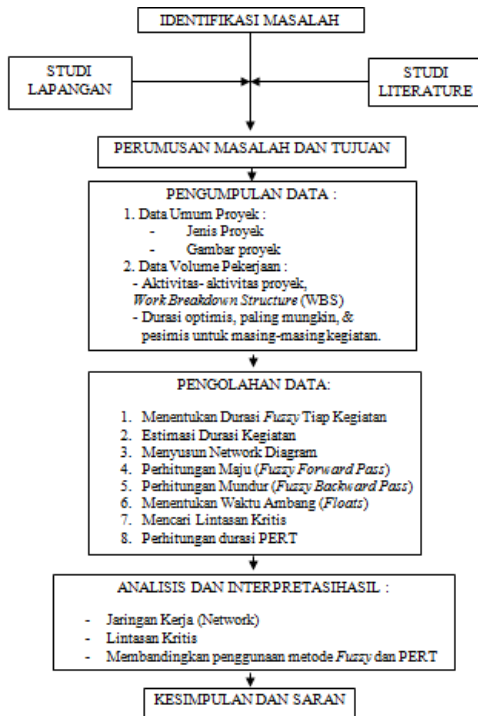 IDENTIFIKASI MASALAH
STUDI
LAPANGAN
STUDI
LITERATURE
PERUMUSAN MASALAH DAN TUJUAN
PENGUMPULAN DATA :
1. Data Umum Proyek :
- Jenis Proyek
- Gambar proyek
2. Data Volume Pekerjaan :
- Aktivitas- aktivitas proyek,
Work Breakdown Structure (WBS)
- Durasi optimis, paling mungkin, &
pesimis untuk masing-masing kegiatan.
PENGOLAHAN DATA:
1. Menentukan Durasi Fuzzy Tiap Kegiatan
2. Estimasi Durasi Kegiatan
3. Menyusun Network Diagram
4. Perhitungan Maju (Fuzzy Forward Pass)
5. Perhitungan Mundur (Fuzzy Backward Pass)
6. Menentukan Waktu Ambang (Floats)
7. Mencari Lintasan Kritis
8. Perhitungan durasi PERT
ANALISIS DAN INTERPRETASIHASIL :
- Jaringan Kerja (Network)
- Lintasan Kritis
- Membandingkan penggunaan metode Fuzzy dan PERT
KESIMPULAN DAN SARAN